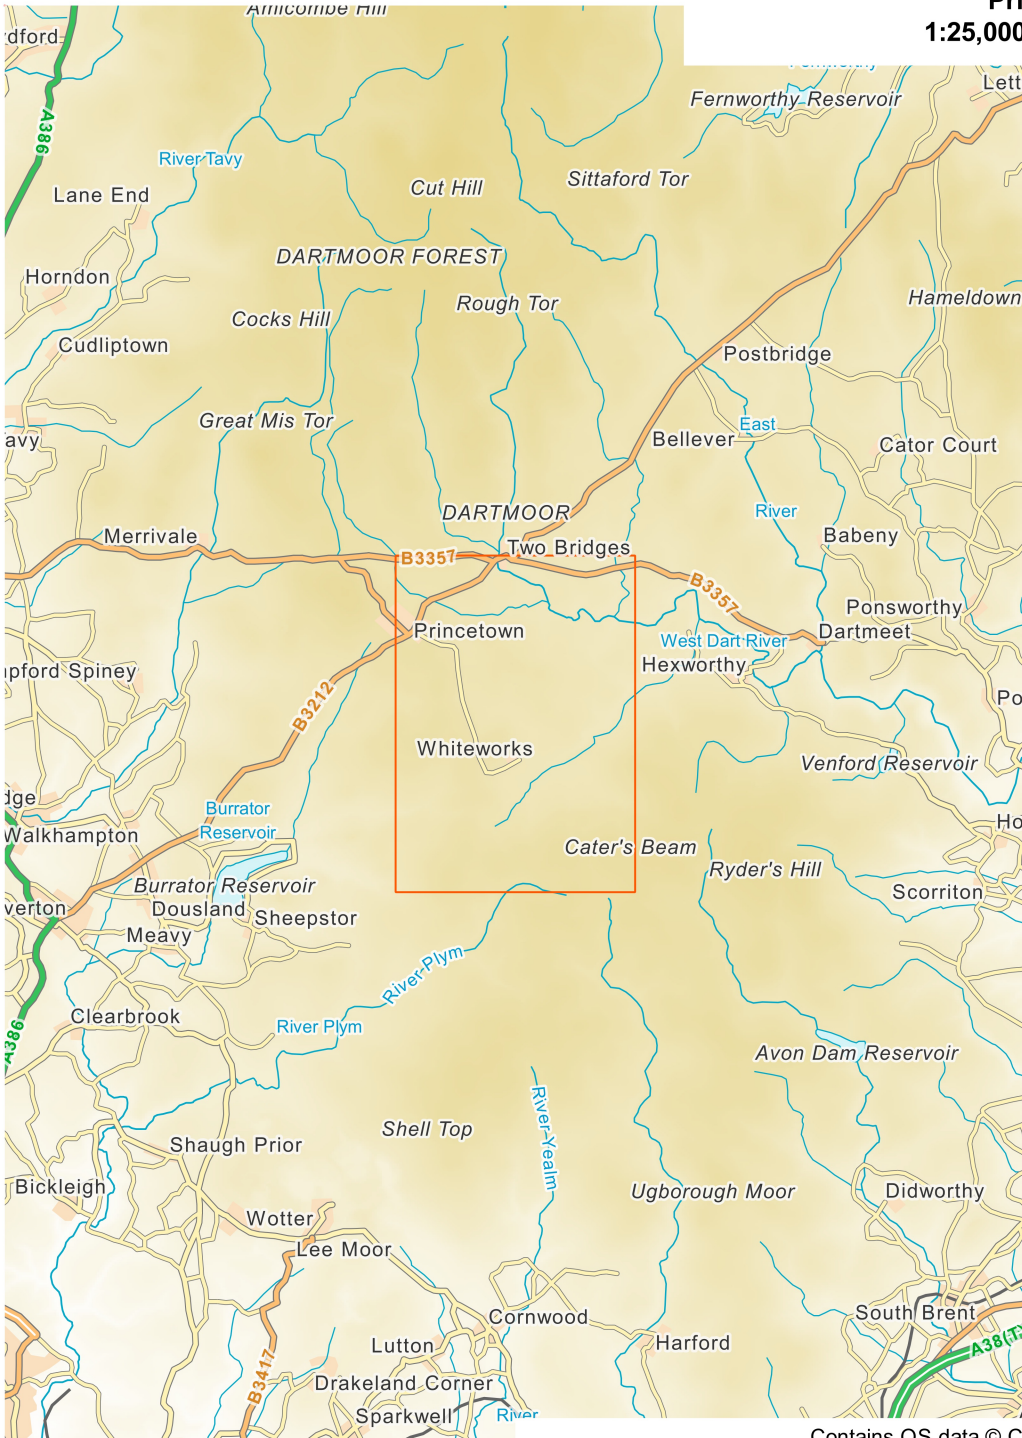 1:25,000
Amicombe Hill
Fernworthy
Lett
Fernworthy Reservoir
A386
River Tavy
Lane End
Cut Hill
Sittaford Tor
DARTMOOR FOREST
Horndon
Rough Tor
Hameldown
Cocks Hill
Cudliptown
Postbridge
Great Mis Tor
East
avy
Bellever
Cator Court
DARTMOOR
River
Merrivale
Babeny
Two Bridges
B3357
B3357
Ponsworthy
Princetown
Dartmeet
West Dart River
Hexworthy
pford Spiney
Po
B3212
Whiteworks
Venford Reservoir
dge
Burrator
Reservoir
Ho
Walkhampton
Cater's Beam
Ryder's Hill
Burrator Reservoir
Scorriton
verton
Dousland
Sheepstor
Meavy
River Plym
Clearbrook
River Plym
A386
Avon Dam Reservoir
River Yealm
Shell Top
Shaugh Prior
Bickleigh
Ugborough Moor
Didworthy
Wotter
Lee Moor
South Brent
Cornwood
A38(T)
Lutton
Harford
B3417
Drakeland Corner
Sparkwell
River